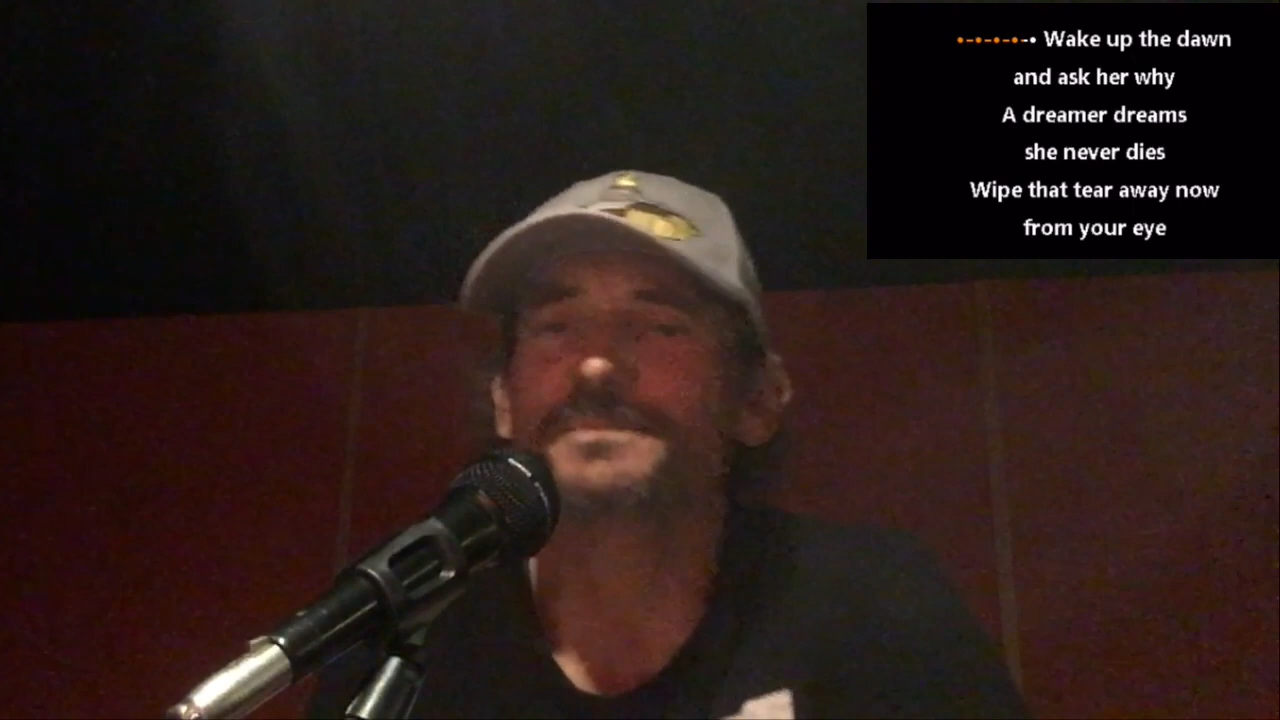 Wake up the dawn
and ask her why
A dreamer dreams
she never dies
Wipe that tear away now
from your eye